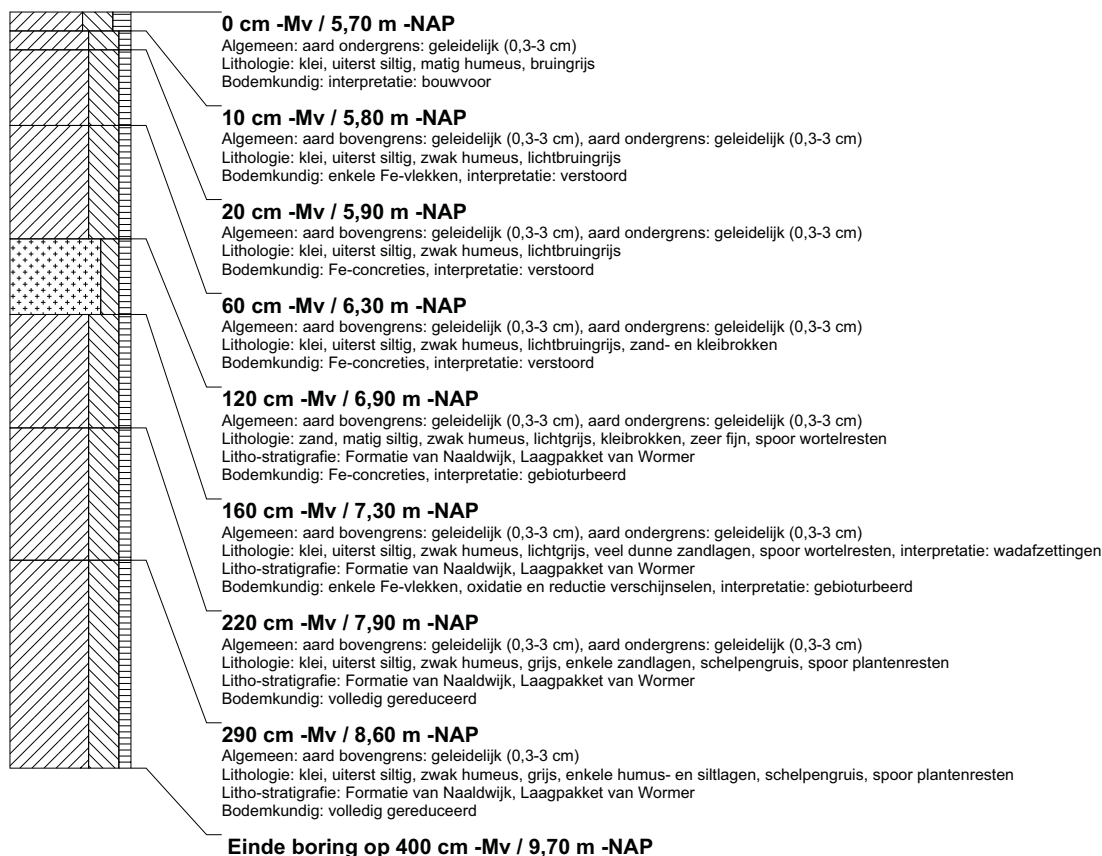 0 cm -Mv / 5,70 m -NAP
Algemeen: aard ondergrens: geleidelijk (0,3-3 cm)
Lithologie: klei, uiterst siltig, matig humeus, bruingrijs
Bodemkundig: interpretatie: bouwvoor
10 cm -Mv / 5,80 m -NAP
Algemeen: aard bovengrens: geleidelijk (0,3-3 cm), aard ondergrens: geleidelijk (0,3-3 cm)
Lithologie: klei, uiterst siltig, zwak humeus, lichtbruingrijs
Bodemkundig: enkele Fe-vlekken, interpretatie: verstoord
20 cm -Mv / 5,90 m -NAP
Algemeen: aard bovengrens: geleidelijk (0,3-3 cm), aard ondergrens: geleidelijk (0,3-3 cm)
Lithologie: klei, uiterst siltig, zwak humeus, lichtbruingrijs
Bodemkundig: Fe-concreties, interpretatie: verstoord
60 cm -Mv / 6,30 m -NAP
Algemeen: aard bovengrens: geleidelijk (0,3-3 cm), aard ondergrens: geleidelijk (0,3-3 cm)
Lithologie: klei, uiterst siltig, zwak humeus, lichtbruingrijs, zand- en kleibrokken
Bodemkundig: Fe-concreties, interpretatie: verstoord
120 cm -Mv / 6,90 m -NAP
Algemeen: aard bovengrens: geleidelijk (0,3-3 cm), aard ondergrens: geleidelijk (0,3-3 cm)
Lithologie: zand, matig siltig, zwak humeus, lichtgrijs, kleibrokken, zeer fijn, spoor wortelresten
Litho-stratigrafie: Formatie van Naaldwijk, Laagpakket van Wormer
Bodemkundig: Fe-concreties, interpretatie: gebioturbeerd
160 cm -Mv / 7,30 m -NAP
Algemeen: aard bovengrens: geleidelijk (0,3-3 cm), aard ondergrens: geleidelijk (0,3-3 cm)
Lithologie: klei, uiterst siltig, zwak humeus, lichtgrijs, veel dunne zandlagen, spoor wortelresten, interpretatie: wadafzettingen
Litho-stratigrafie: Formatie van Naaldwijk, Laagpakket van Wormer
Bodemkundig: enkele Fe-vlekken, oxidatie en reductie verschijnselen, interpretatie: gebioturbeerd
220 cm -Mv / 7,90 m -NAP
Algemeen: aard bovengrens: geleidelijk (0,3-3 cm), aard ondergrens: geleidelijk (0,3-3 cm)
Lithologie: klei, uiterst siltig, zwak humeus, grijs, enkele zandlagen, schelpengruis, spoor plantenresten
Litho-stratigrafie: Formatie van Naaldwijk, Laagpakket van Wormer
Bodemkundig: volledig gereduceerd
290 cm -Mv / 8,60 m -NAP
Algemeen: aard bovengrens: geleidelijk (0,3-3 cm)
Lithologie: klei, uiterst siltig, zwak humeus, grijs, enkele humus- en siltlagen, schelpengruis, spoor plantenresten
Litho-stratigrafie: Formatie van Naaldwijk, Laagpakket van Wormer
Bodemkundig: volledig gereduceerd
Einde boring op 400 cm -Mv / 9,70 m -NAP